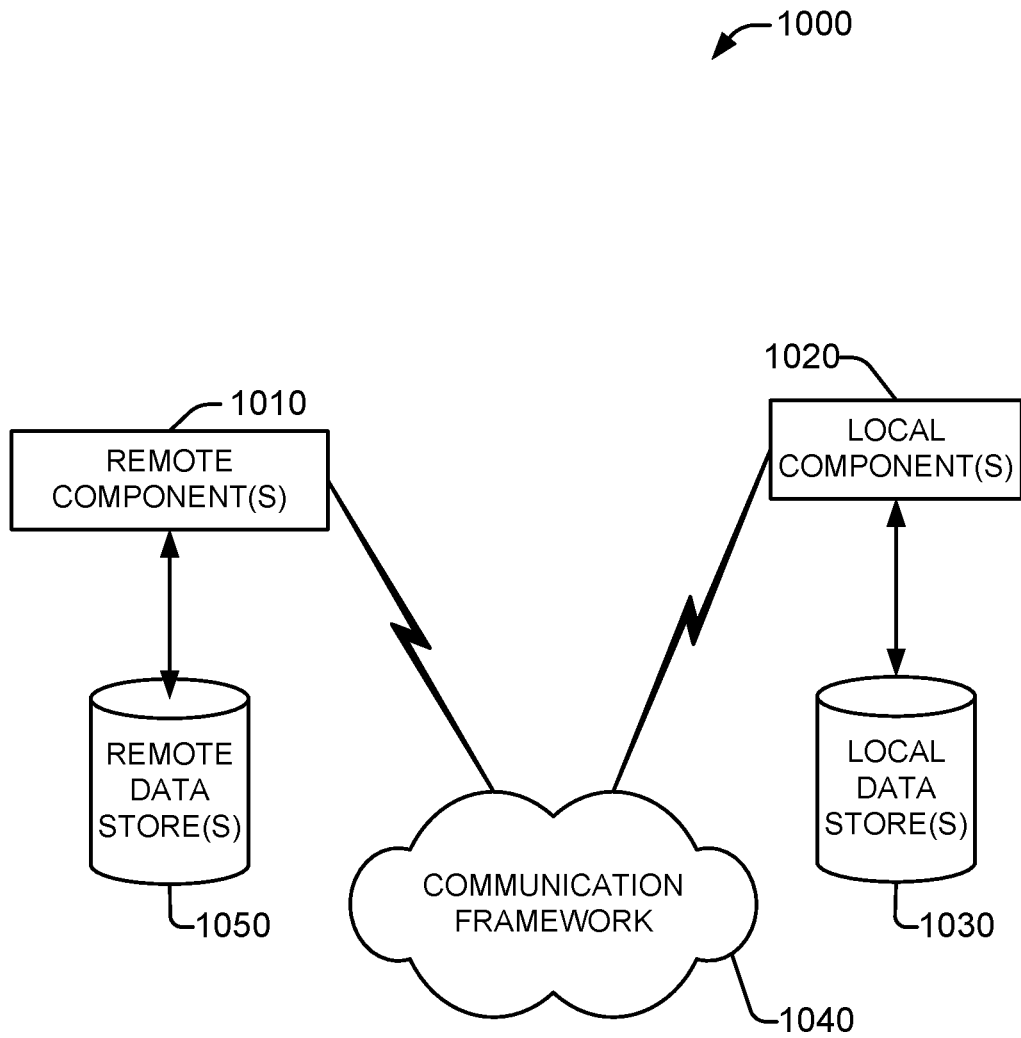 1000
1020
1010
LOCAL
COMPONENT(S)
REMOTE
COMPONENT(S)
REMOTE
DATA
STORE(S)
LOCAL
DATA
STORE(S)
COMMUNICATION
FRAMEWORK
1050
1030
1040